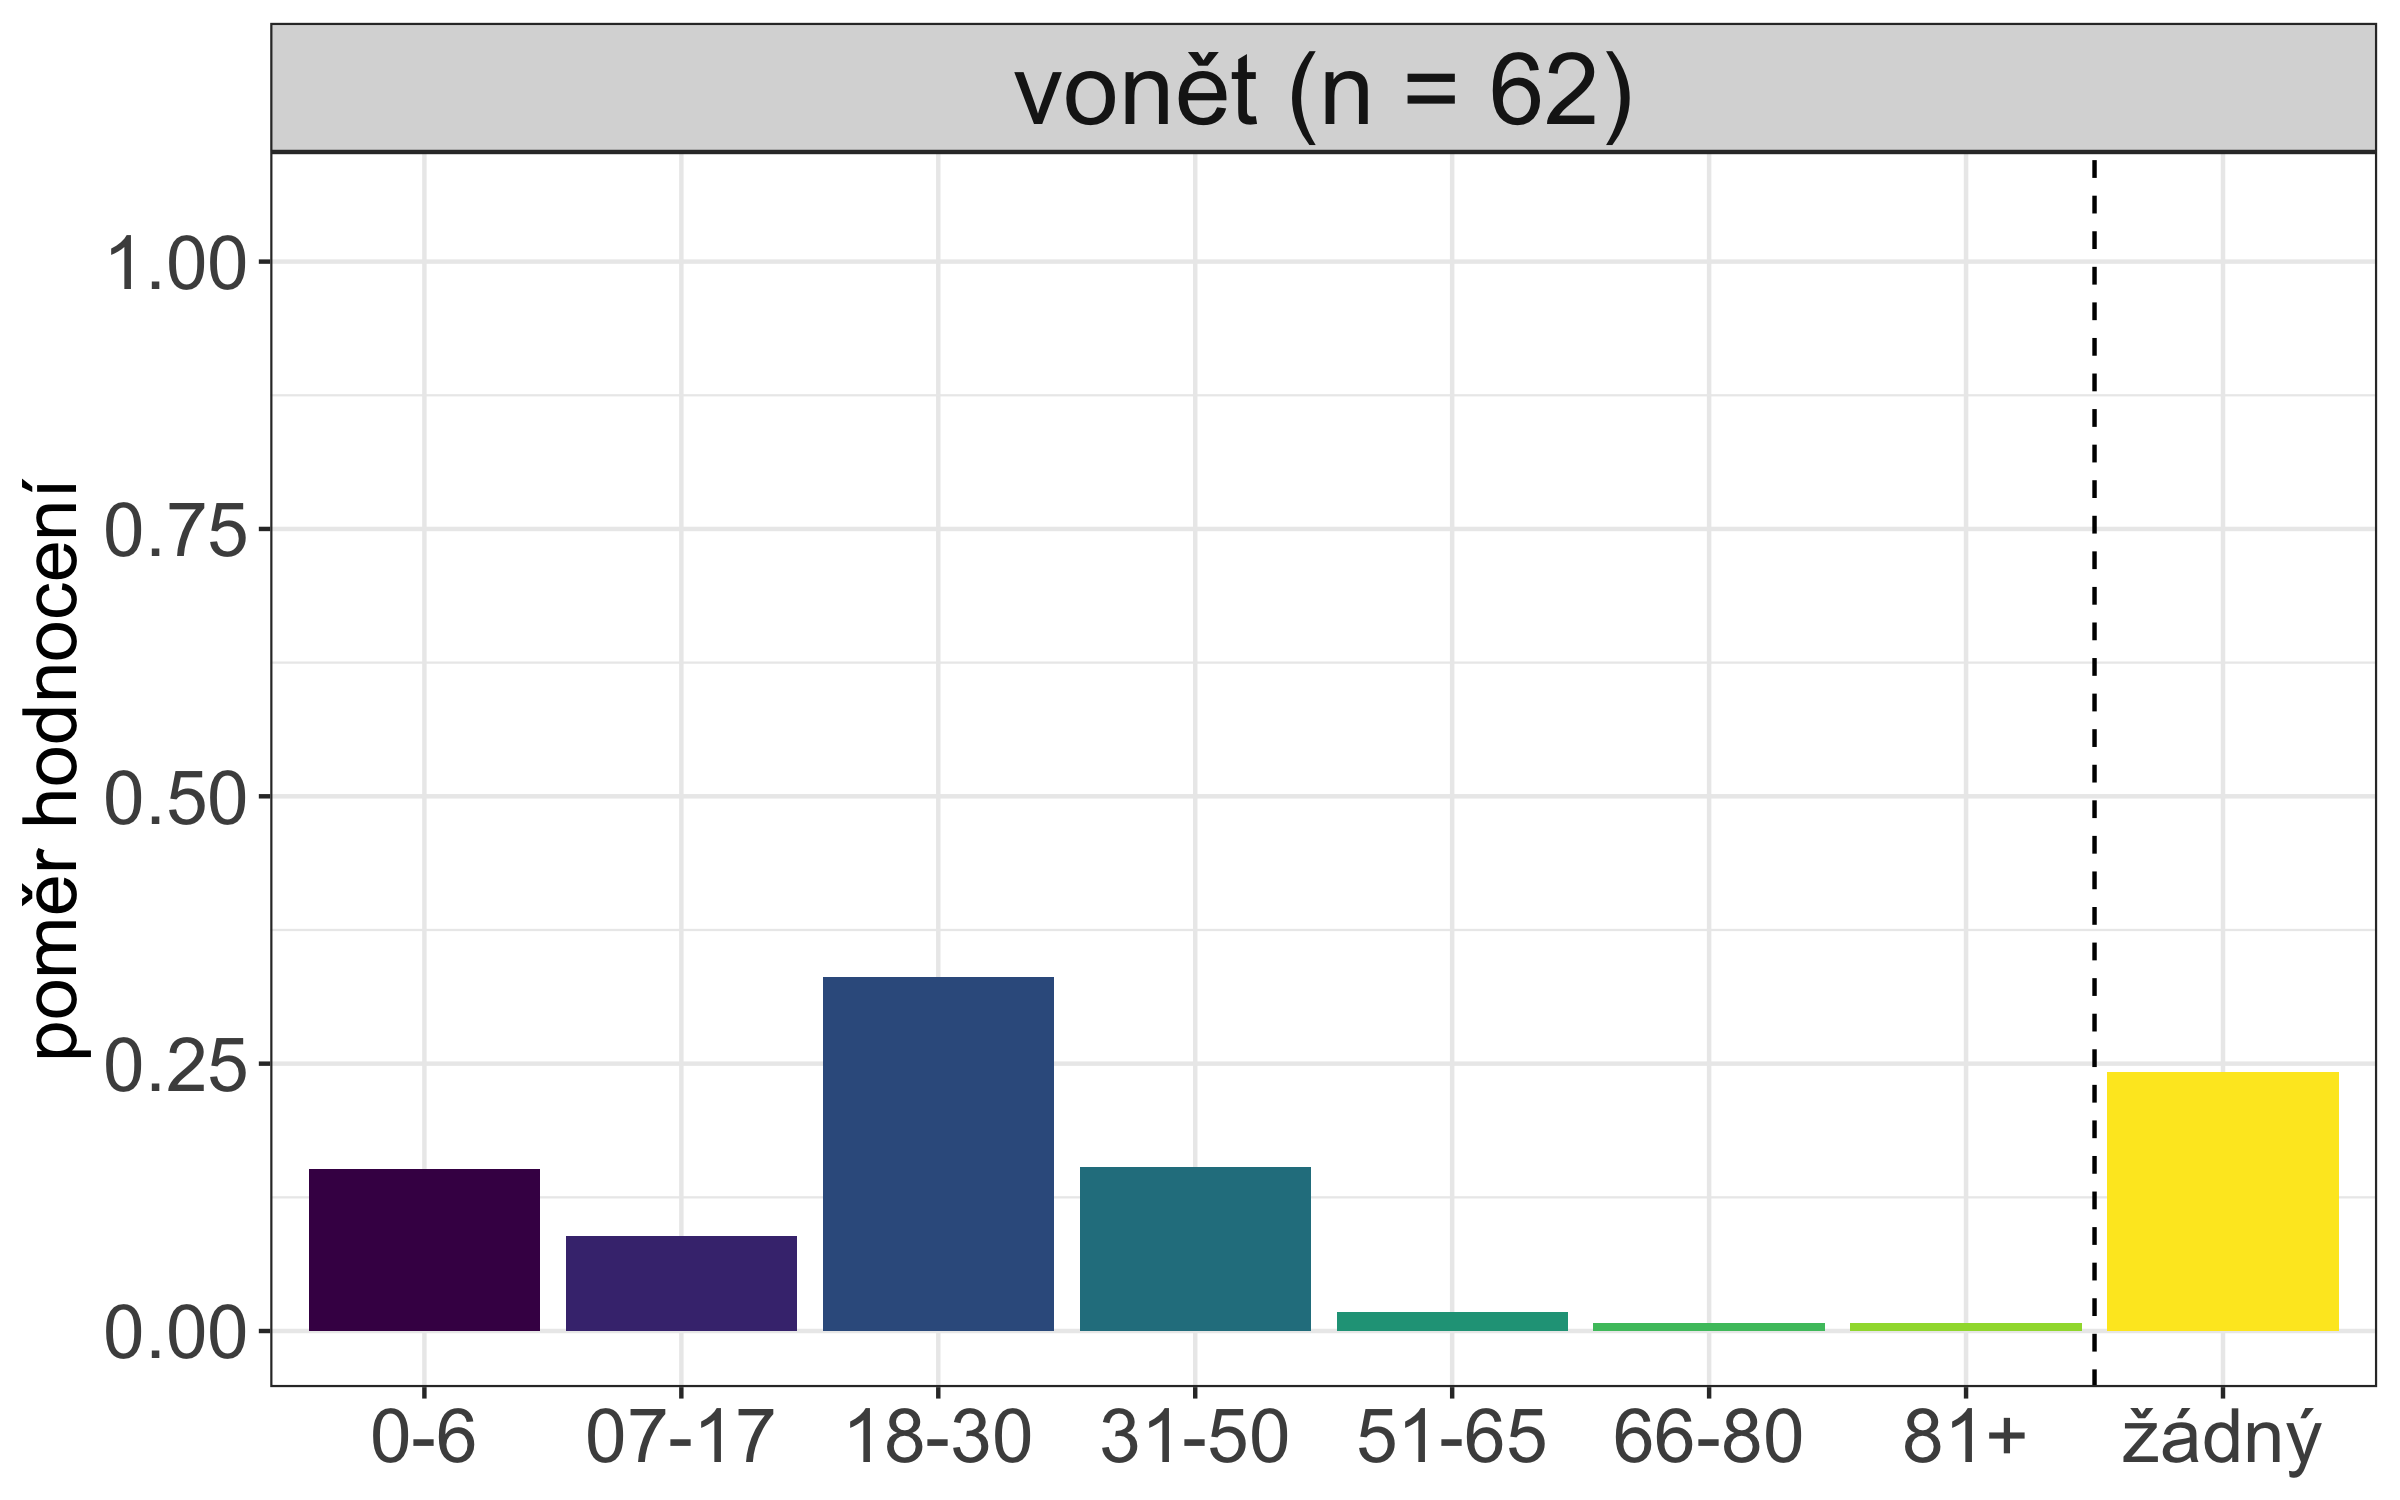 vonět (n = 62)
poměr hodnocení
1.00
0.75
0.50
0.25
0.00
0-6 07-17 18-30 31-50 51-65 66-80 81+ žádný